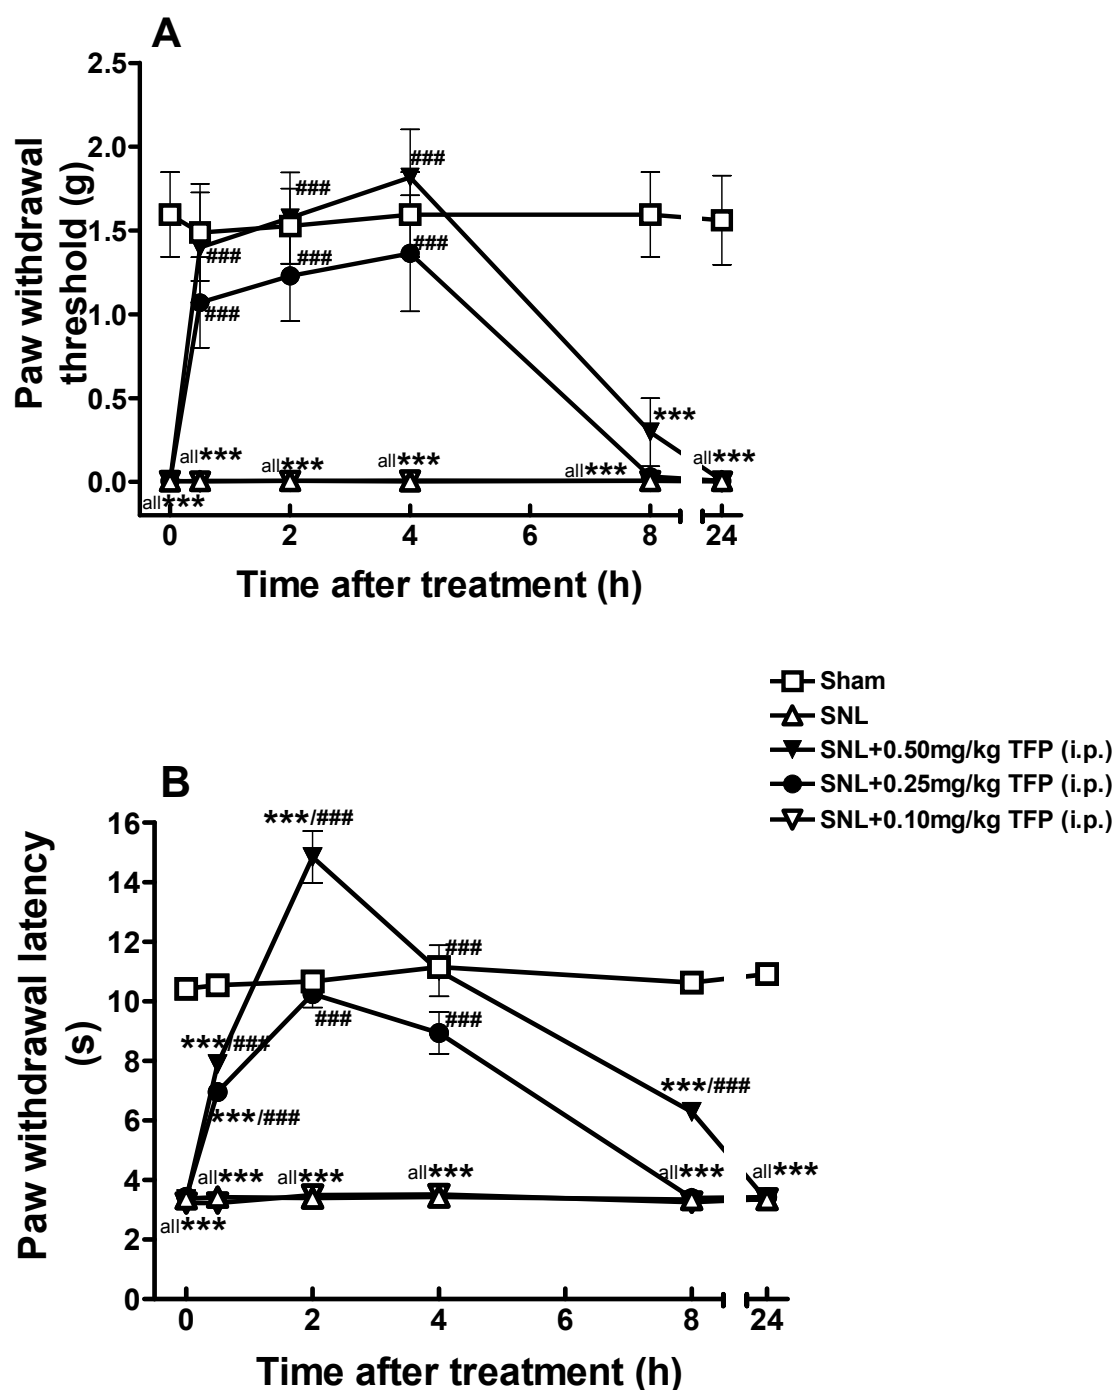 A
Paw withdrawal
threshold (g)
2.5
2.0
1.5
1.0
0.5
0.0
###
###
###
###
###
###
***
all***
all***
all***
all***
all***
all***
0 2 4 6 8 24
Time after treatment (h)
Sham
SNL
SNL+0.50mg/kg TFP (i.p.)
SNL+0.25mg/kg TFP (i.p.)
SNL+0.10mg/kg TFP (i.p.)
B
Paw withdrawal latency
(s)
16
14
12
10
8
6
4
2
0
***/###
###
###
###
***/###
***/###
***/###
all***
all***
all***
all***
all***
all***
0 2 4 6 8 24
Time after treatment (h)